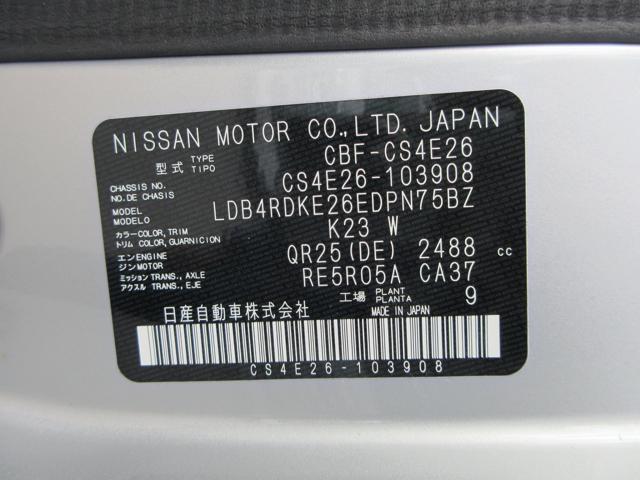 NISSAN MOTOR CO.,LTD. JAPAN
型式 TYPE TIPO CBF-CS4E26
CHASSIS NO. NO.DE CHASIS CS4E26-103908
MODEL MODELO LDB4RDKE26EDPN75BZ
カラー COLOR, TRIM トリム COLOR, GUARNICION K23 W
エンジン ENGINE MOTOR QR25(DE) 2488 cc
ミッション TRANS., AXLE アクスル TRANS., EJE RE5R05A CA37
工場 PLANT PLANTA 9
日産自動車株式会社 MADE IN JAPAN
CS4E26-103908